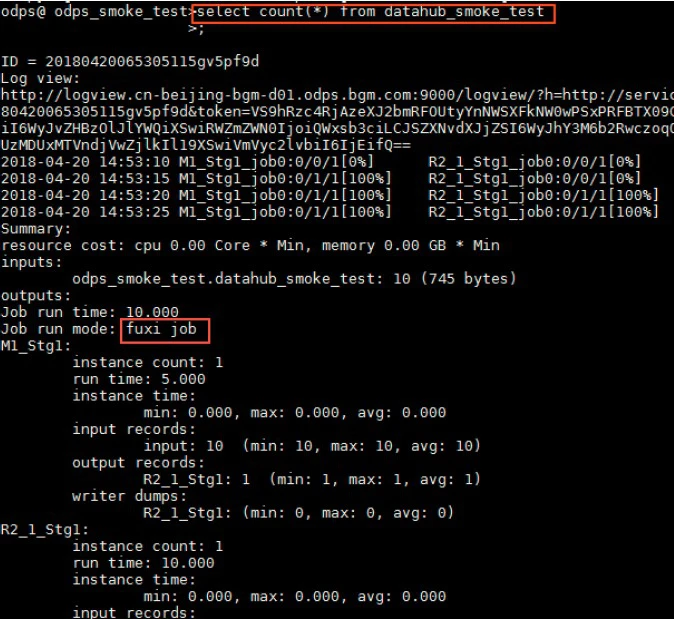 odps@ odps_smoke_test>select count(*) from datahub_smoke_test
>;
ID = 20180420065305115gv5pf9d
Log view:
http://logview.cn-beijing-bgm-d01.odps.bgm.com:9000/logview/?h=http://servic
80420065305115gv5pf9d&token=VS9hRzc4RjAzeXJ2bmRFOUtyYnNWSXFkNW0wPSxPRFBTX09C
iI6WyJvZHBzOlJlYWQiXSwiRWZmZWN0IjoiQWxsb3ciLCJSZXNvdXJjZSI6WyJhY3M6b2Rwczoq
UzMDUxMTVndjVwZjlkIl19XSwiVmVyc2lvbiI6IjEifQ==
2018-04-20 14:53:10 M1_Stg1_job0:0/0/1[0%] R2_1_Stg1_job0:0/0/1[0%]
2018-04-20 14:53:15 M1_Stg1_job0:0/1/1[100%] R2_1_Stg1_job0:0/0/1[0%]
2018-04-20 14:53:20 M1_Stg1_job0:0/1/1[100%] R2_1_Stg1_job0:0/1/1[100%]
2018-04-20 14:53:25 M1_Stg1_job0:0/1/1[100%] R2_1_Stg1_job0:0/1/1[100%]
Summary:
resource cost: cpu 0.00 Core * Min, memory 0.00 GB * Min
inputs:
odps_smoke_test.datahub_smoke_test: 10 (745 bytes)
outputs:
Job run time: 10.000
Job run mode: fuxi job
M1_Stg1:
instance count: 1
run time: 5.000
instance time:
min: 0.000, max: 0.000, avg: 0.000
input records:
input: 10 (min: 10, max: 10, avg: 10)
output records:
R2_1_Stg1: 1 (min: 1, max: 1, avg: 1)
writer dumps:
R2_1_Stg1: (min: 0, max: 0, avg: 0)
R2_1_Stg1:
instance count: 1
run time: 10.000
instance time:
min: 0.000, max: 0.000, avg: 0.000
input records: